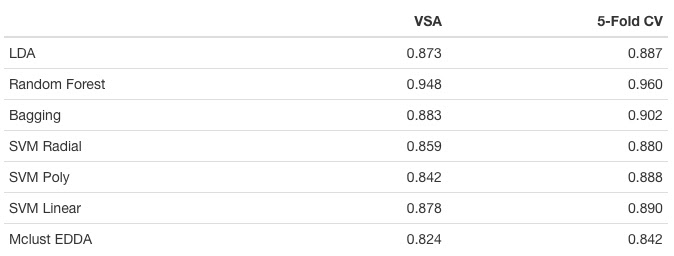 VSA 5-Fold CV
LDA 0.873 0.887
Random Forest 0.948 0.960
Bagging 0.883 0.902
SVM Radial 0.859 0.880
SVM Poly 0.842 0.888
SVM Linear 0.878 0.890
Mclust EDDA 0.824 0.842